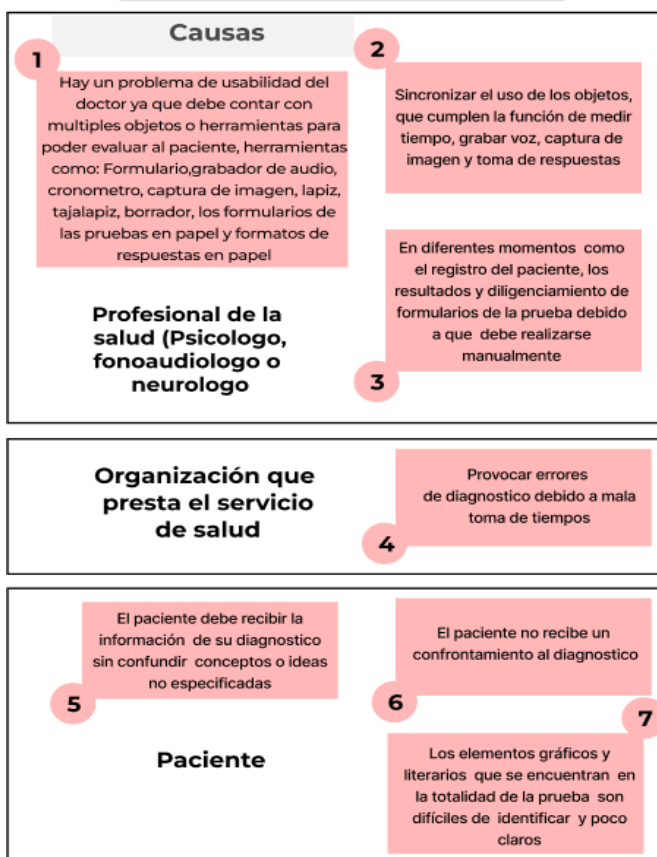 Causas
1
Hay un problema de usabilidad del
doctor ya que debe contar con
multiples objetos o herramientas para
poder evaluar al paciente, herramientas
como: Formulario,grabador de audio,
cronometro, captura de imagen, lapiz,
tajalapiz, borrador, los formularios de
las pruebas en papel y formatos de
respuestas en papel
2
Sincronizar el uso de los objetos,
que cumplen la función de medir
tiempo, grabar voz, captura de
imagen y toma de respuestas
Profesional de la
salud (Psicologo,
fonoaudiologo o
neurologo
En diferentes momentos como
el registro del paciente, los
resultados y diligenciamiento de
formularios de la prueba debido
a que debe realizarse
manualmente
3
Organización que
presta el servicio
de salud
Provocar errores
de diagnostico debido a mala
toma de tiempos
4
El paciente debe recibir la
información de su diagnostico
sin confundir conceptos o ideas
no especificadas
5
El paciente no recibe un
confrontamiento al diagnostico
6
7
Paciente
Los elementos gráficos y
literarios que se encuentran en
la totalidad de la prueba son
difíciles de identificar y poco
claros